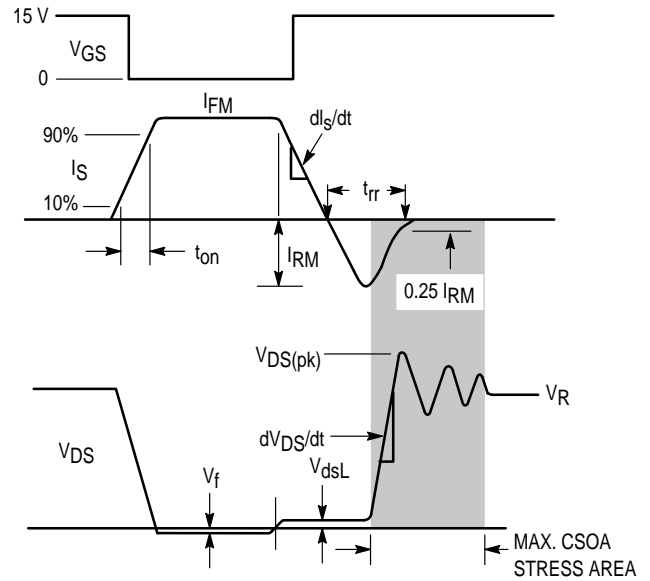 15 V
VGS
0
IFM
dIs/dt
90%
trr
IS
10%
ton
IRM
0.25 IRM
VDS(pk)
VR
dVDS/dt
VDS
Vf
VdsL
MAX. CSOA
STRESS AREA